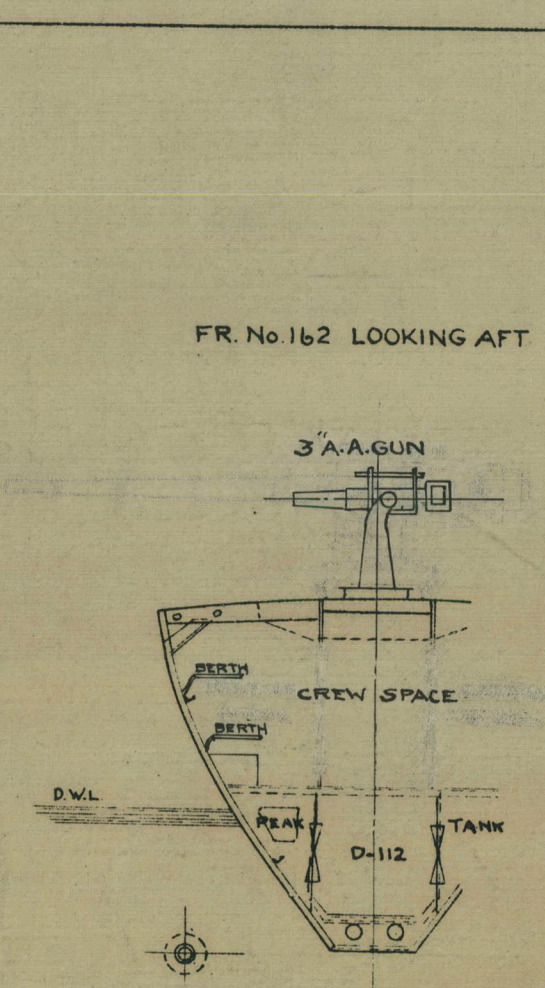 FR. No. 162 LOOKING AFT
3" A.A. GUN
BERTH
CREW SPACE
BERTH
D.W.L.
PEAK TANK
D-112